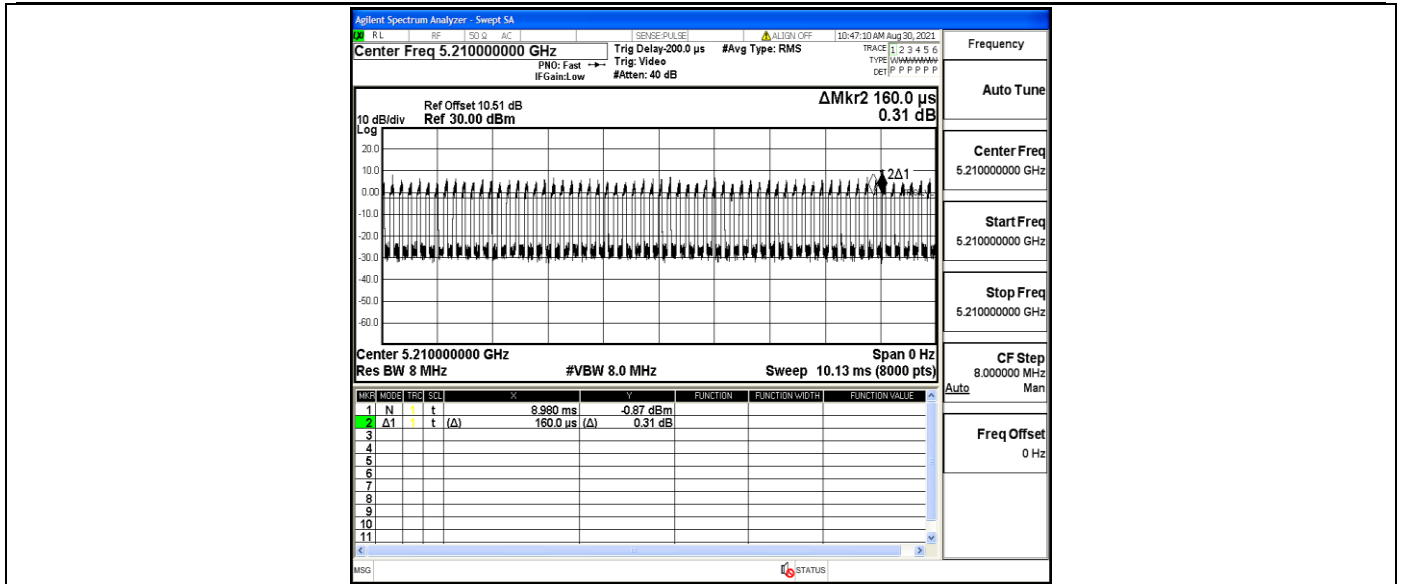 Agilent Spectrum Analyzer - Swept SA
RL RF 50 Ω AC SENSE:PULSE ALIGN OFF 10:47:10 AM Aug 30, 2021
Center Freq 5.210000000 GHz
PNO: Fast
IFGain:Low
Trig Delay-200.0 µs
Trig: Video
#Atten: 40 dB
#Avg Type: RMS
TRACE 1 2 3 4 5 6
TYPE
DET P P P P P P
Frequency
Auto Tune
Center Freq
5.210000000 GHz
Start Freq
5.210000000 GHz
Stop Freq
5.210000000 GHz
CF Step
8.000000 MHz
Auto Man
Freq Offset
0 Hz
ΔMkr2 160.0 µs
0.31 dB
Ref Offset 10.51 dB
10 dB/div Ref 30.00 dBm
Log
20.0
10.0
0.00
-10.0
-20.0
-30.0
-40.0
-50.0
-60.0
2Δ1
Center 5.210000000 GHz Span 0 Hz
Res BW 8 MHz #VBW 8.0 MHz Sweep 10.13 ms (8000 pts)
MKR MODE TRC SCL X Y FUNCTION FUNCTION WIDTH FUNCTION VALUE
1 N 1 t 8.980 ms -0.87 dBm
2 Δ1 1 t (Δ) 160.0 µs (Δ) 0.31 dB
3
4
5
6
7
8
9
10
11
MSG STATUS